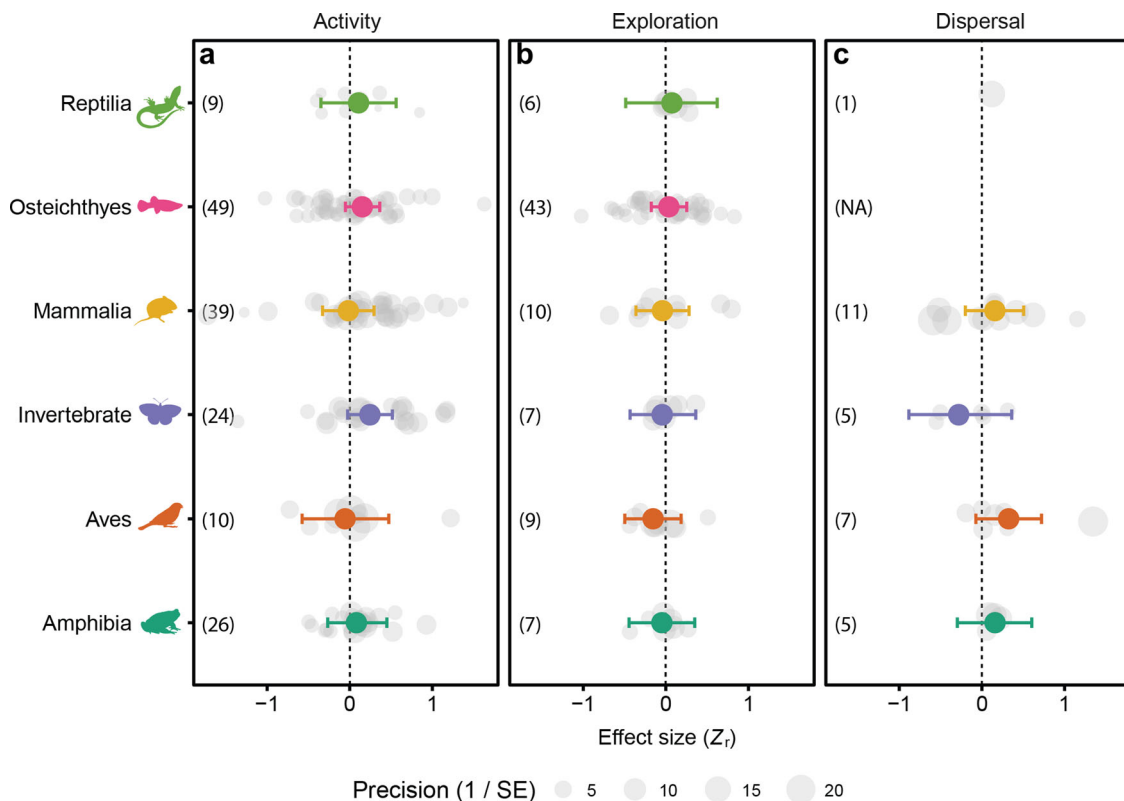 Activity Exploration Dispersal
a b c
Reptilia (9) (6) (1)
Osteichthyes (49) (43) (NA)
Mammalia (39) (10) (11)
Invertebrate (24) (7) (5)
Aves (10) (9) (7)
Amphibia (26) (7) (5)
−1 0 1 −1 0 1 −1 0 1
Effect size (Zr)
Precision (1 / SE) 5 10 15 20